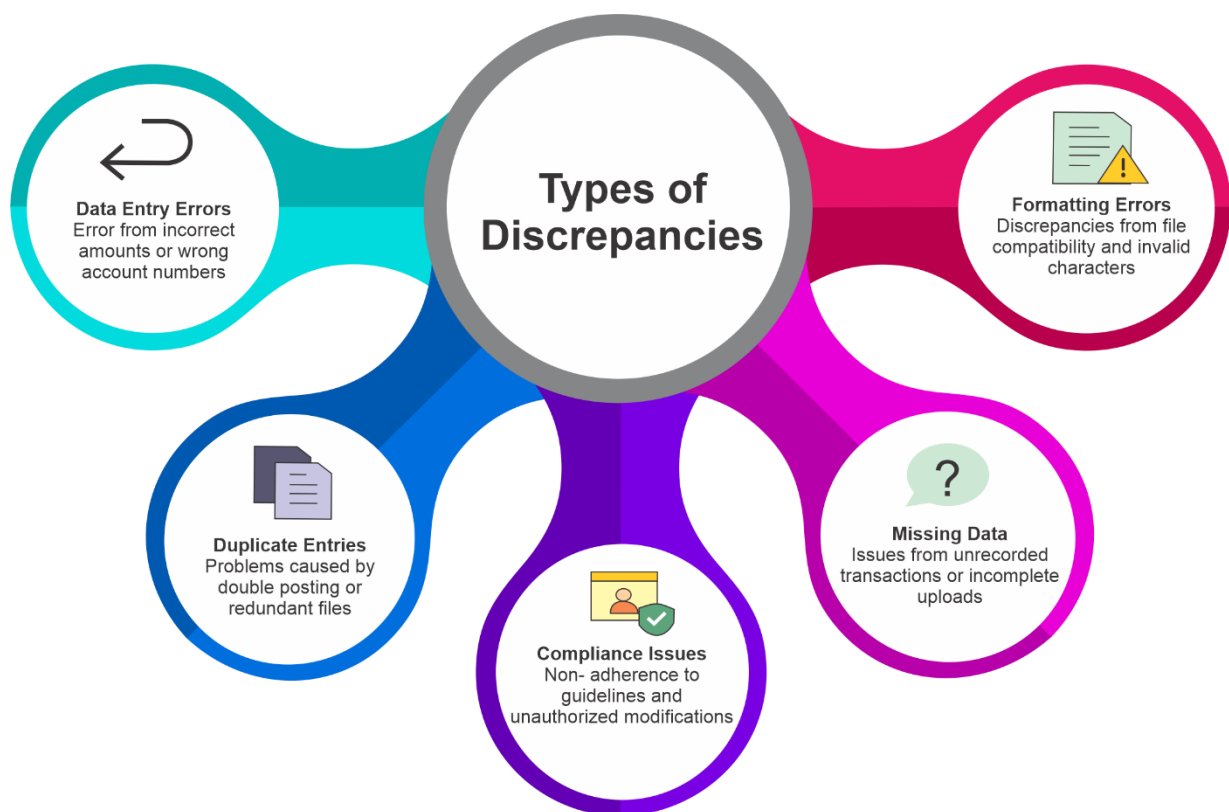 Types of
Discrepancies
Data Entry Errors
Error from incorrect
amounts or wrong
account numbers
Duplicate Entries
Problems caused by
double posting or
redundant files
Compliance Issues
Non- adherence to
guidelines and
unauthorized modifications
?
Missing Data
Issues from unrecorded
transactions or incomplete
uploads
!
Formatting Errors
Discrepancies from file
compatibility and invalid
characters